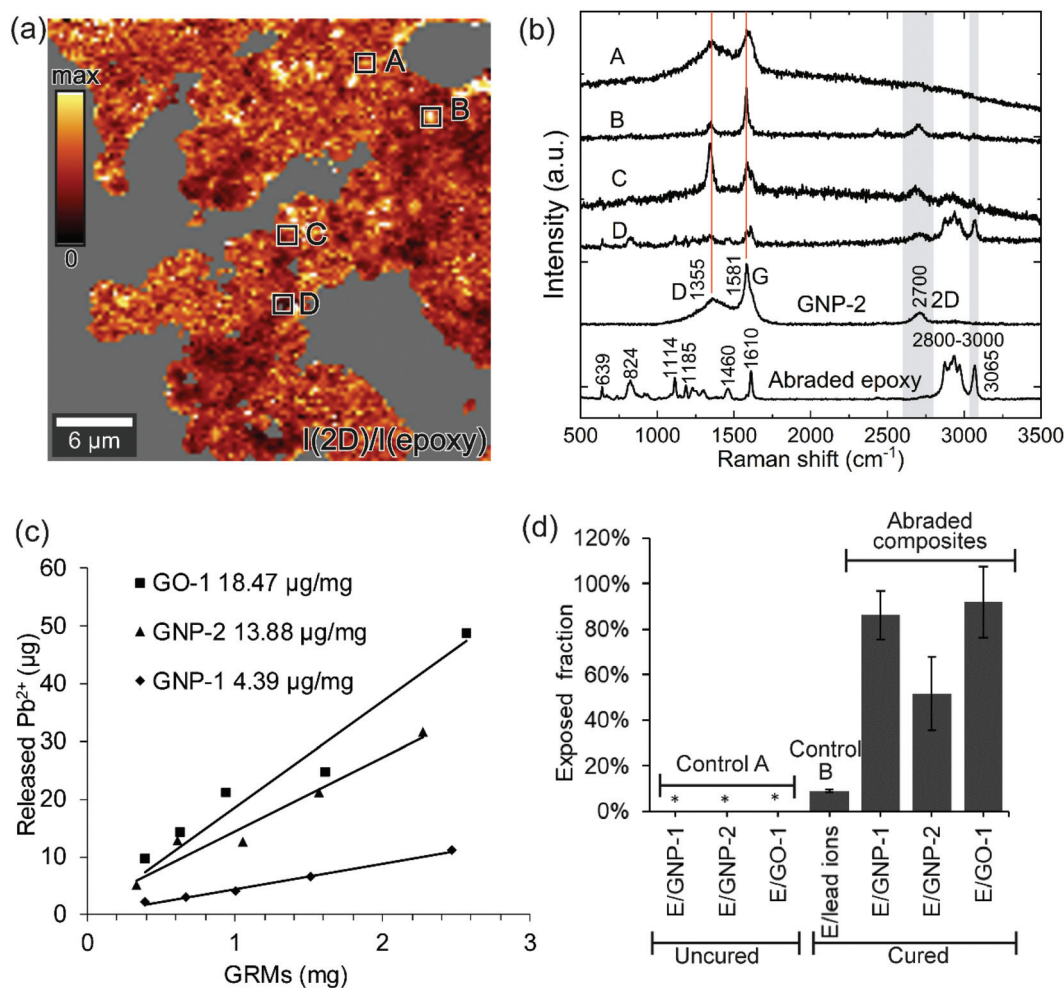 (a)
max
0
A
B
C
D
6 µm
I(2D)/I(epoxy)
(b)
Intensity (a.u.)
A
B
C
D
D
1355
1581
G
GNP-2
2700
2D
2800-3000
3065
639
824
1114
1185
1460
1610
Abraded epoxy
500 1000 1500 2000 2500 3000 3500
Raman shift (cm-1)
(c)
Released Pb2+ (µg)
60
50
40
30
20
10
0
GO-1 18.47 µg/mg
GNP-2 13.88 µg/mg
GNP-1 4.39 µg/mg
0 1 2 3
GRMs (mg)
(d)
Exposed fraction
120%
100%
80%
60%
40%
20%
0%
Abraded
composites
Control A
Control
B
* * *
E/GNP-1
E/GNP-2
E/GO-1
E/lead ions
E/GNP-1
E/GNP-2
E/GO-1
Uncured
Cured